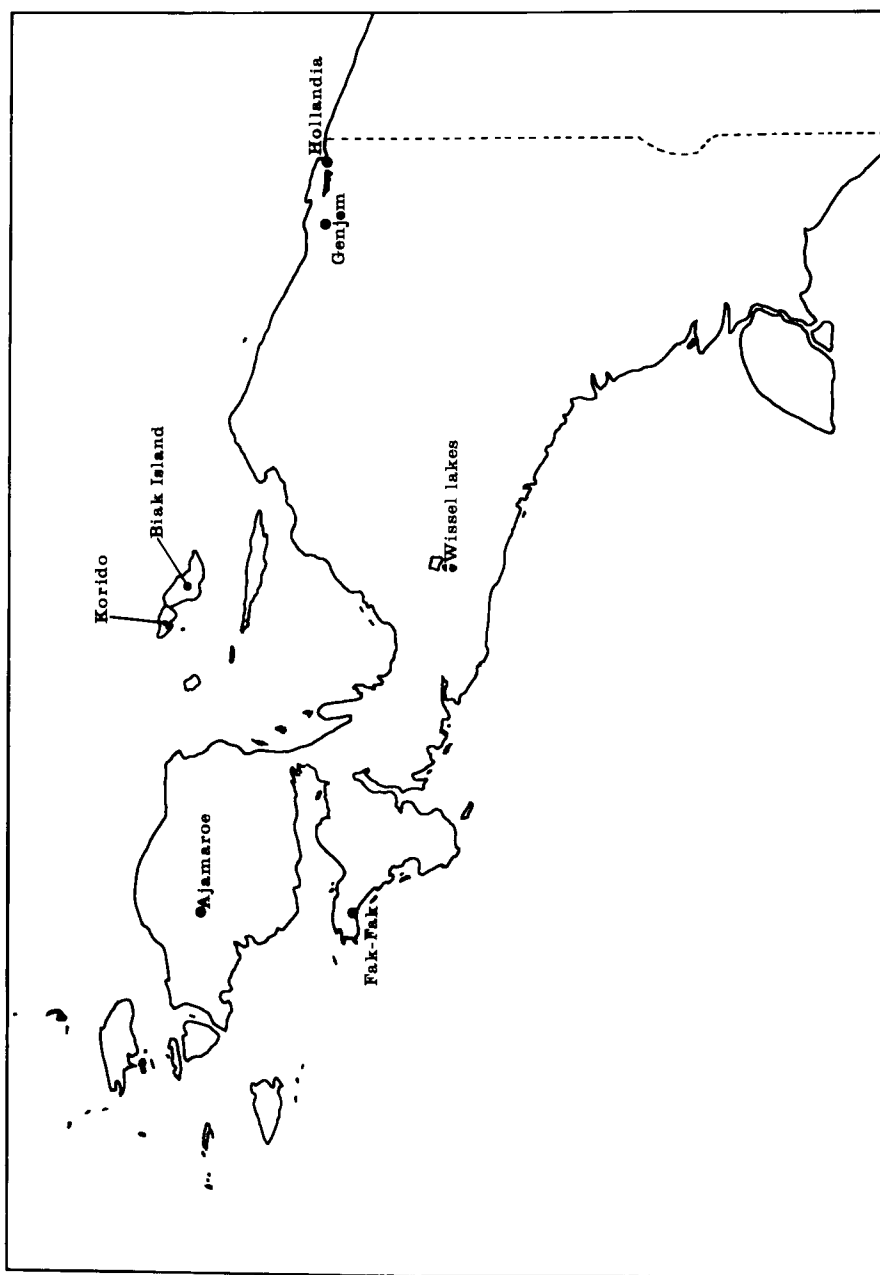 Korido
Biak Island
Hollandia
Genjem
Ajamaroe
Wissel lakes
Fak-Fak